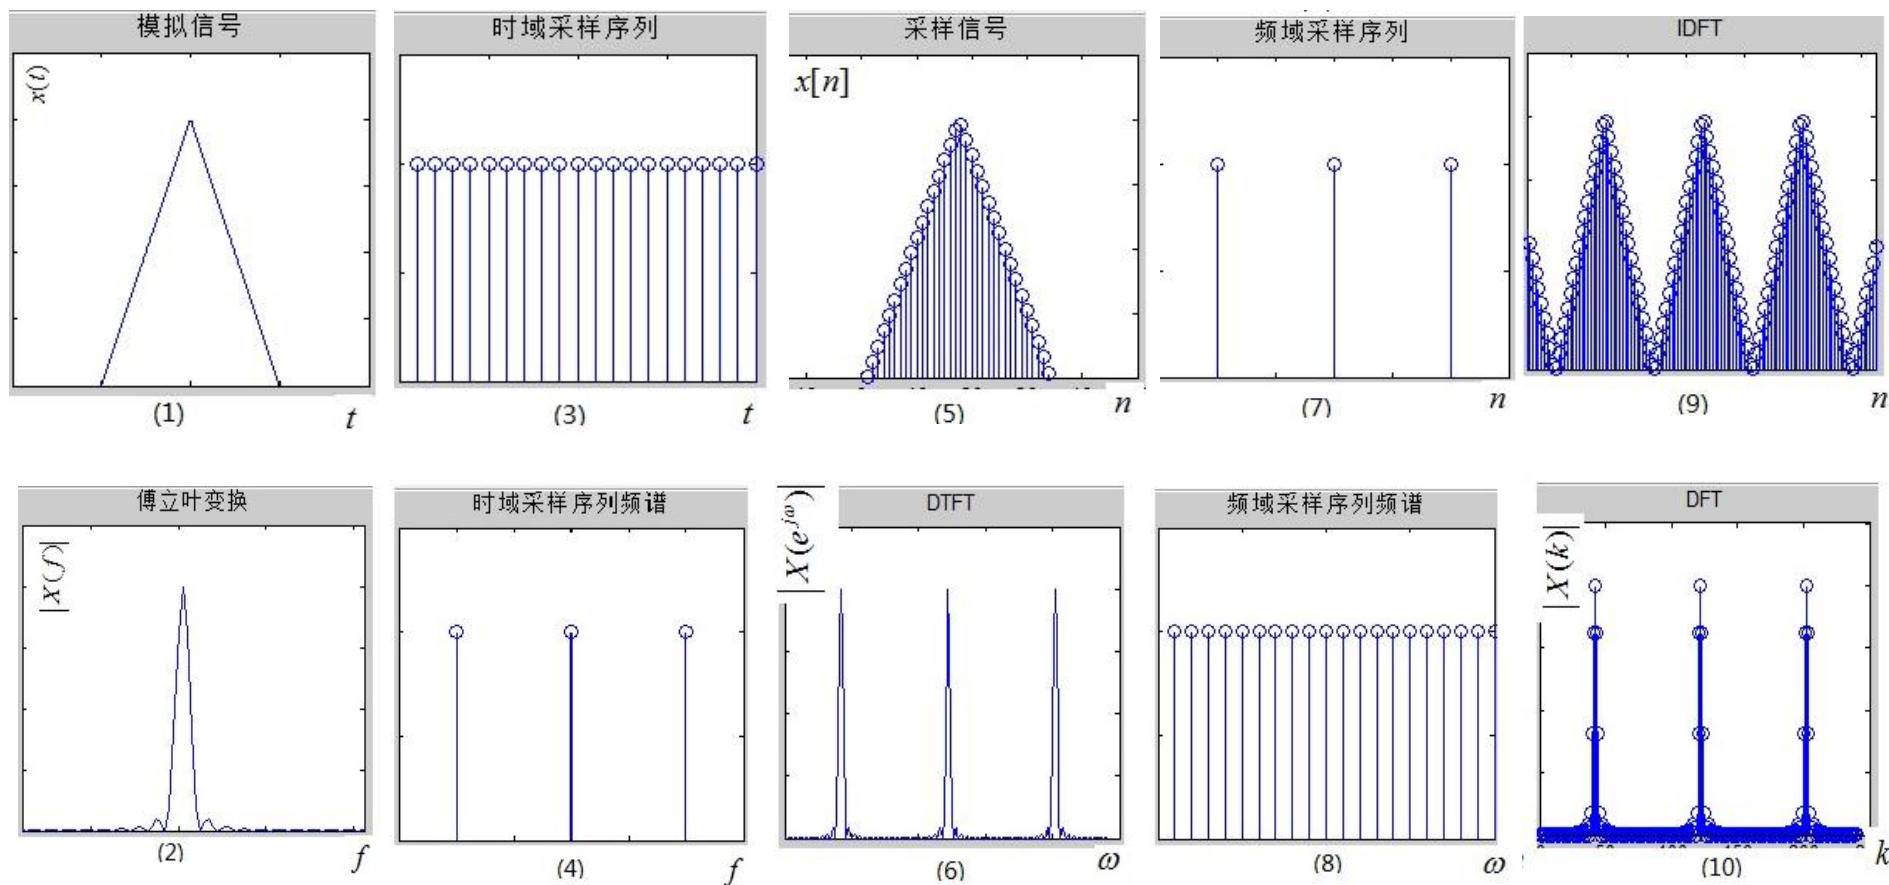 模拟信号
x(t)
(1)
t
时域采样序列
(3)
t
采样信号
x[n]
(5)
n
频域采样序列
(7)
n
IDFT
(9)
n
傅立叶变换
|X(f)|
(2)
f
时域采样序列频谱
(4)
f
DTFT
|X(e^{jω})|
(6)
ω
频域采样序列频谱
(8)
ω
DFT
|X(k)|
(10)
k